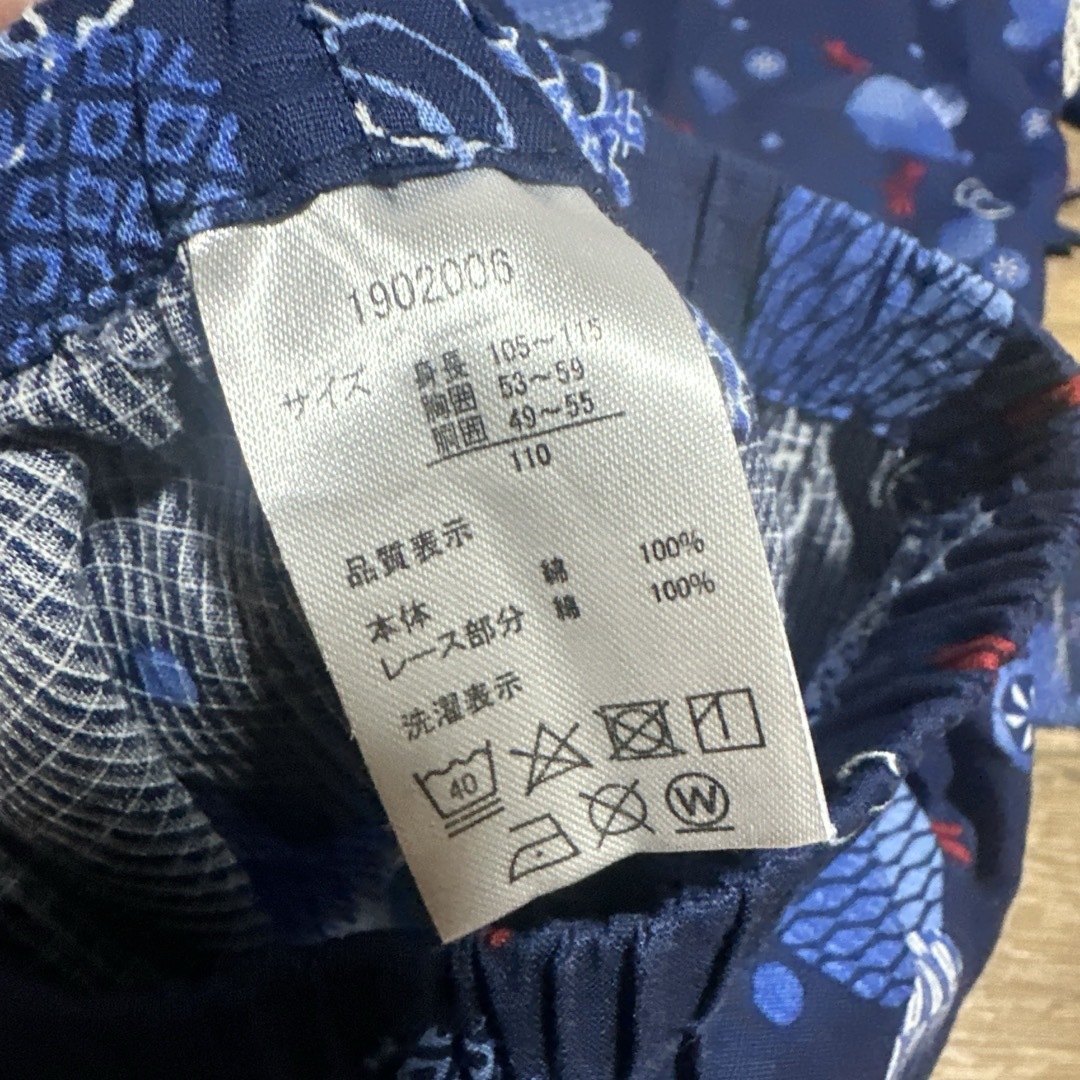 1902006
サイズ
身長 105〜115
胸囲 53〜59
胴囲 49〜55
110
品質表示
本体 綿 100%
レース部分 綿 100%
洗濯表示
40
W